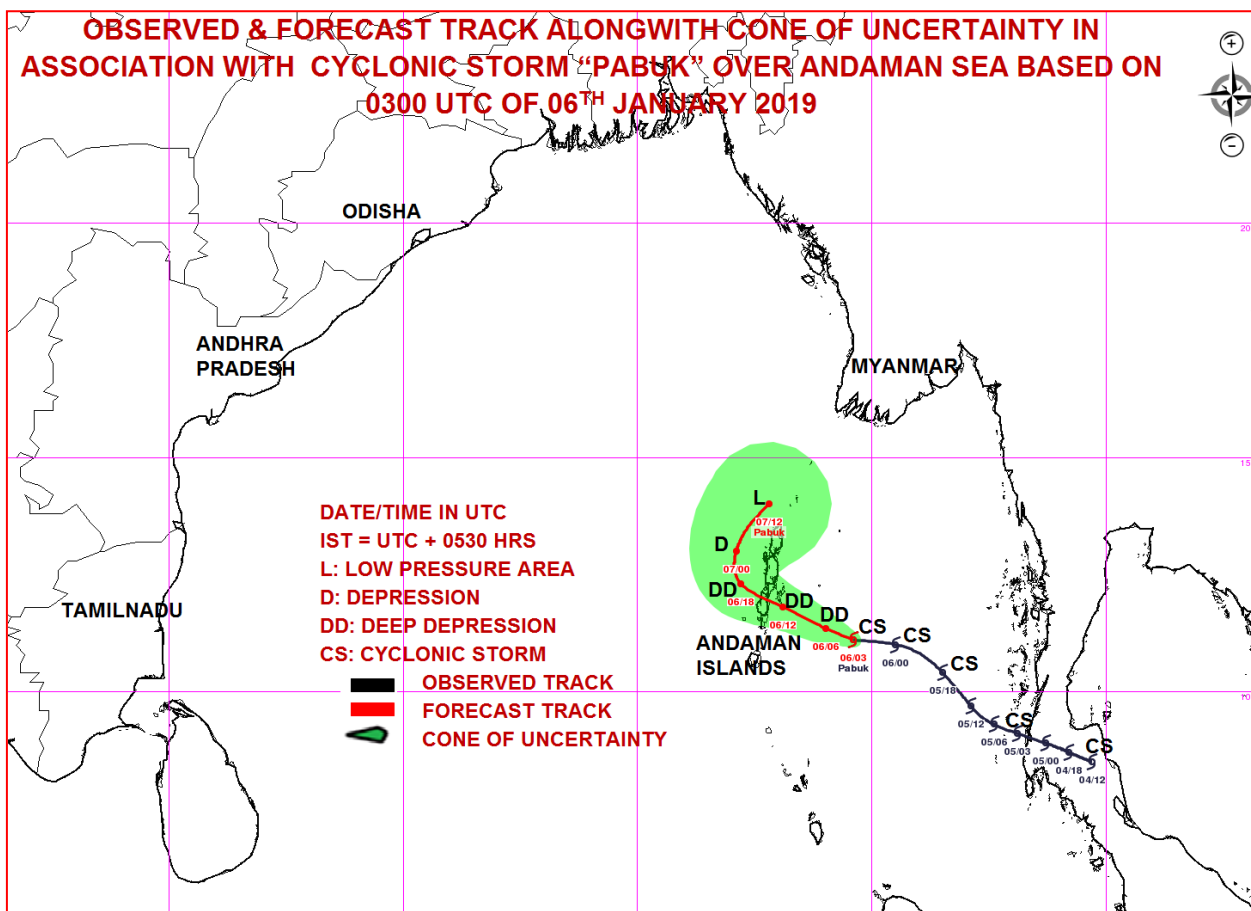 OBSERVED & FORECAST TRACK ALONGWITH CONE OF UNCERTAINTY IN
ASSOCIATION WITH CYCLONIC STORM “PABUK” OVER ANDAMAN SEA BASED ON
0300 UTC OF 06TH JANUARY 2019
ODISHA
20
ANDHRA
PRADESH
MYANMAR
15
L
07/12
Pabuk
DATE/TIME IN UTC
IST = UTC + 0530 HRS
L: LOW PRESSURE AREA
D: DEPRESSION
DD: DEEP DEPRESSION
CS: CYCLONIC STORM
OBSERVED TRACK
FORECAST TRACK
CONE OF UNCERTAINTY
D
07/00
DD
06/18
DD
06/12
DD
06/06
CS
06/03
Pabuk
CS
06/00
TAMILNADU
ANDAMAN
ISLANDS
CS
05/18
10
05/12
05/06
CS
05/03
05/00
04/18
CS
04/12